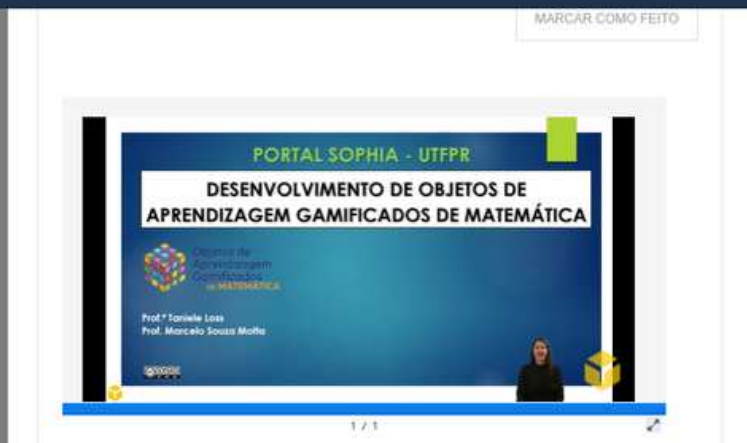 MARCAR COMO FEITO
PORTAL SOPHIA - UTFPR
DESENVOLVIMENTO DE OBJETOS DE
APRENDIZAGEM GAMIFICADOS DE MATEMÁTICA
Objetos de
Aprendizagem
Gamificados
DE MATEMÁTICA
Prof.ª Taniele Loss
Prof. Marcelo Souza Motta
1 / 1